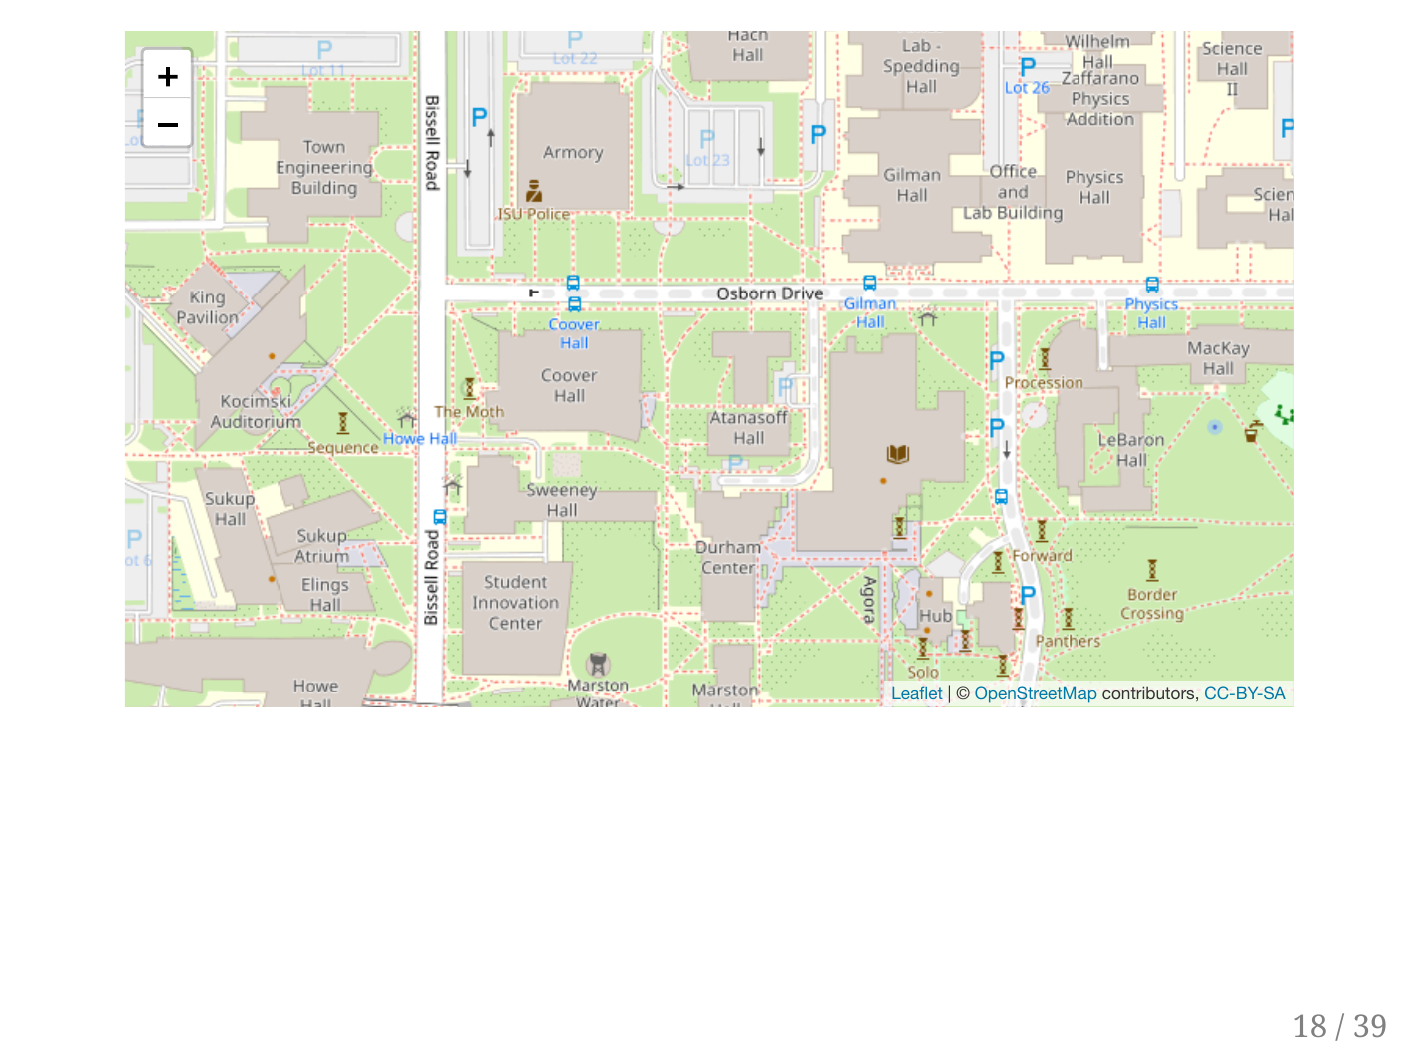 +
−
P
Lot 11
P
Lot 22
Hach
Hall
Lab -
Spedding
Hall
P
Lot 26
Wilhelm
Hall
Zaffarano
Physics
Addition
Science
Hall
II
P
Town
Engineering
Building
Bissell Road
P
Armory
ISU Police
P
Lot 23
P
Gilman
Hall
Office
and
Lab Building
Physics
Hall
Scien
Hal
King
Pavilion
Osborn Drive
Coover
Hall
Gilman
Hall
Physics
Hall
Kocimski
Auditorium
Sequence
Howe Hall
The Moth
Coover
Hall
P
Atanasoff
Hall
P
P
P
Procession
MacKay
Hall
LeBaron
Hall
Sukup
Hall
Sukup
Atrium
Elings
Hall
P
ot 6
Bissell Road
Sweeney
Hall
Student
Innovation
Center
Durham
Center
Agora
Hub
Solo
Forward
P
Panthers
Border
Crossing
Howe
Hall
Marston
Water
Marston
Hall
Leaflet | © OpenStreetMap contributors, CC-BY-SA
18 / 39